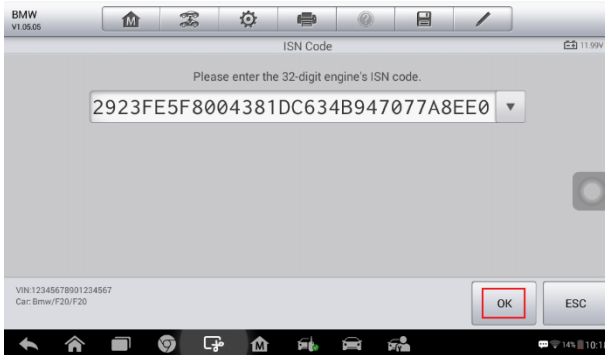 BMW
V1.05.05
ISN Code
11.99V
Please enter the 32-digit engine's ISN code.
2923FE5F8004381DC634B947077A8EE0
VIN:12345678901234567
Car: Bmw/F20/F20
OK
ESC
14%